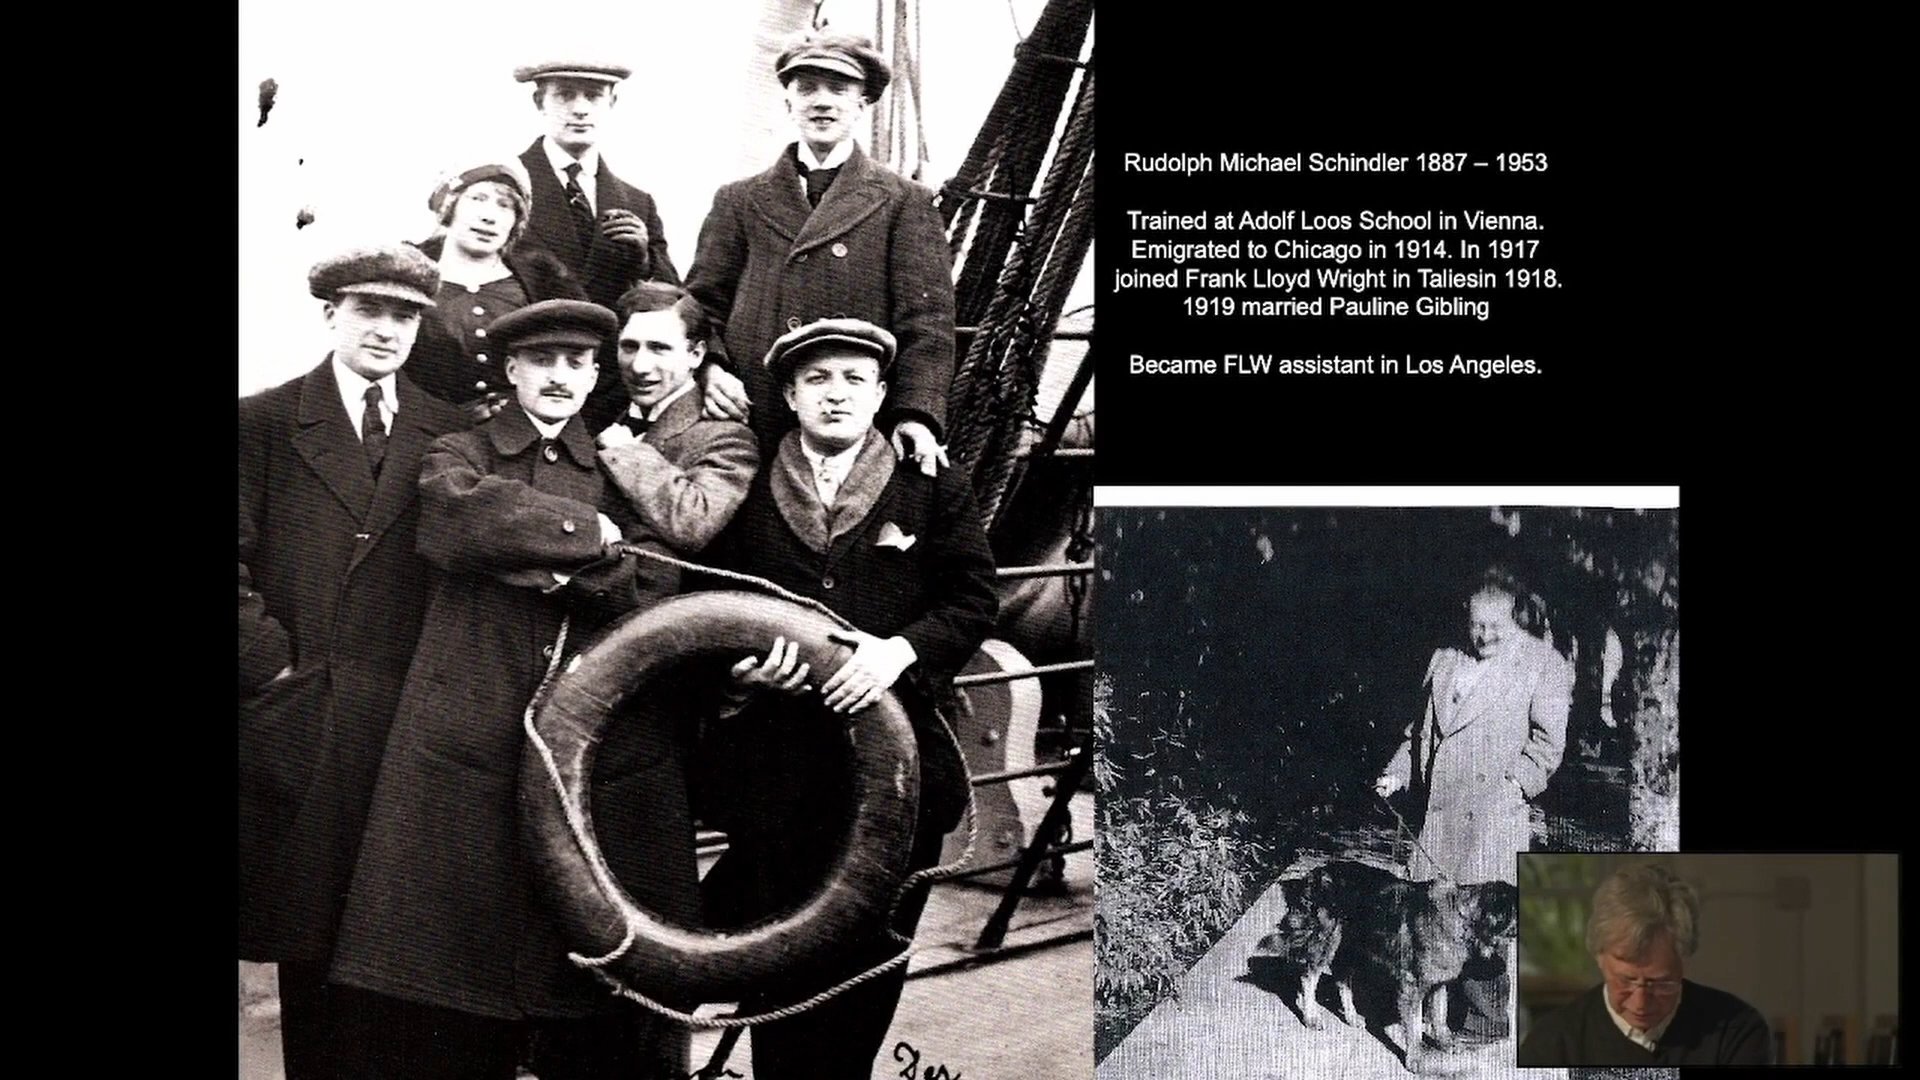 Rudolph Michael Schindler 1887 – 1953
Trained at Adolf Loos School in Vienna.
Emigrated to Chicago in 1914. In 1917
joined Frank Lloyd Wright in Taliesin 1918.
1919 married Pauline Gibling
Became FLW assistant in Los Angeles.
Der